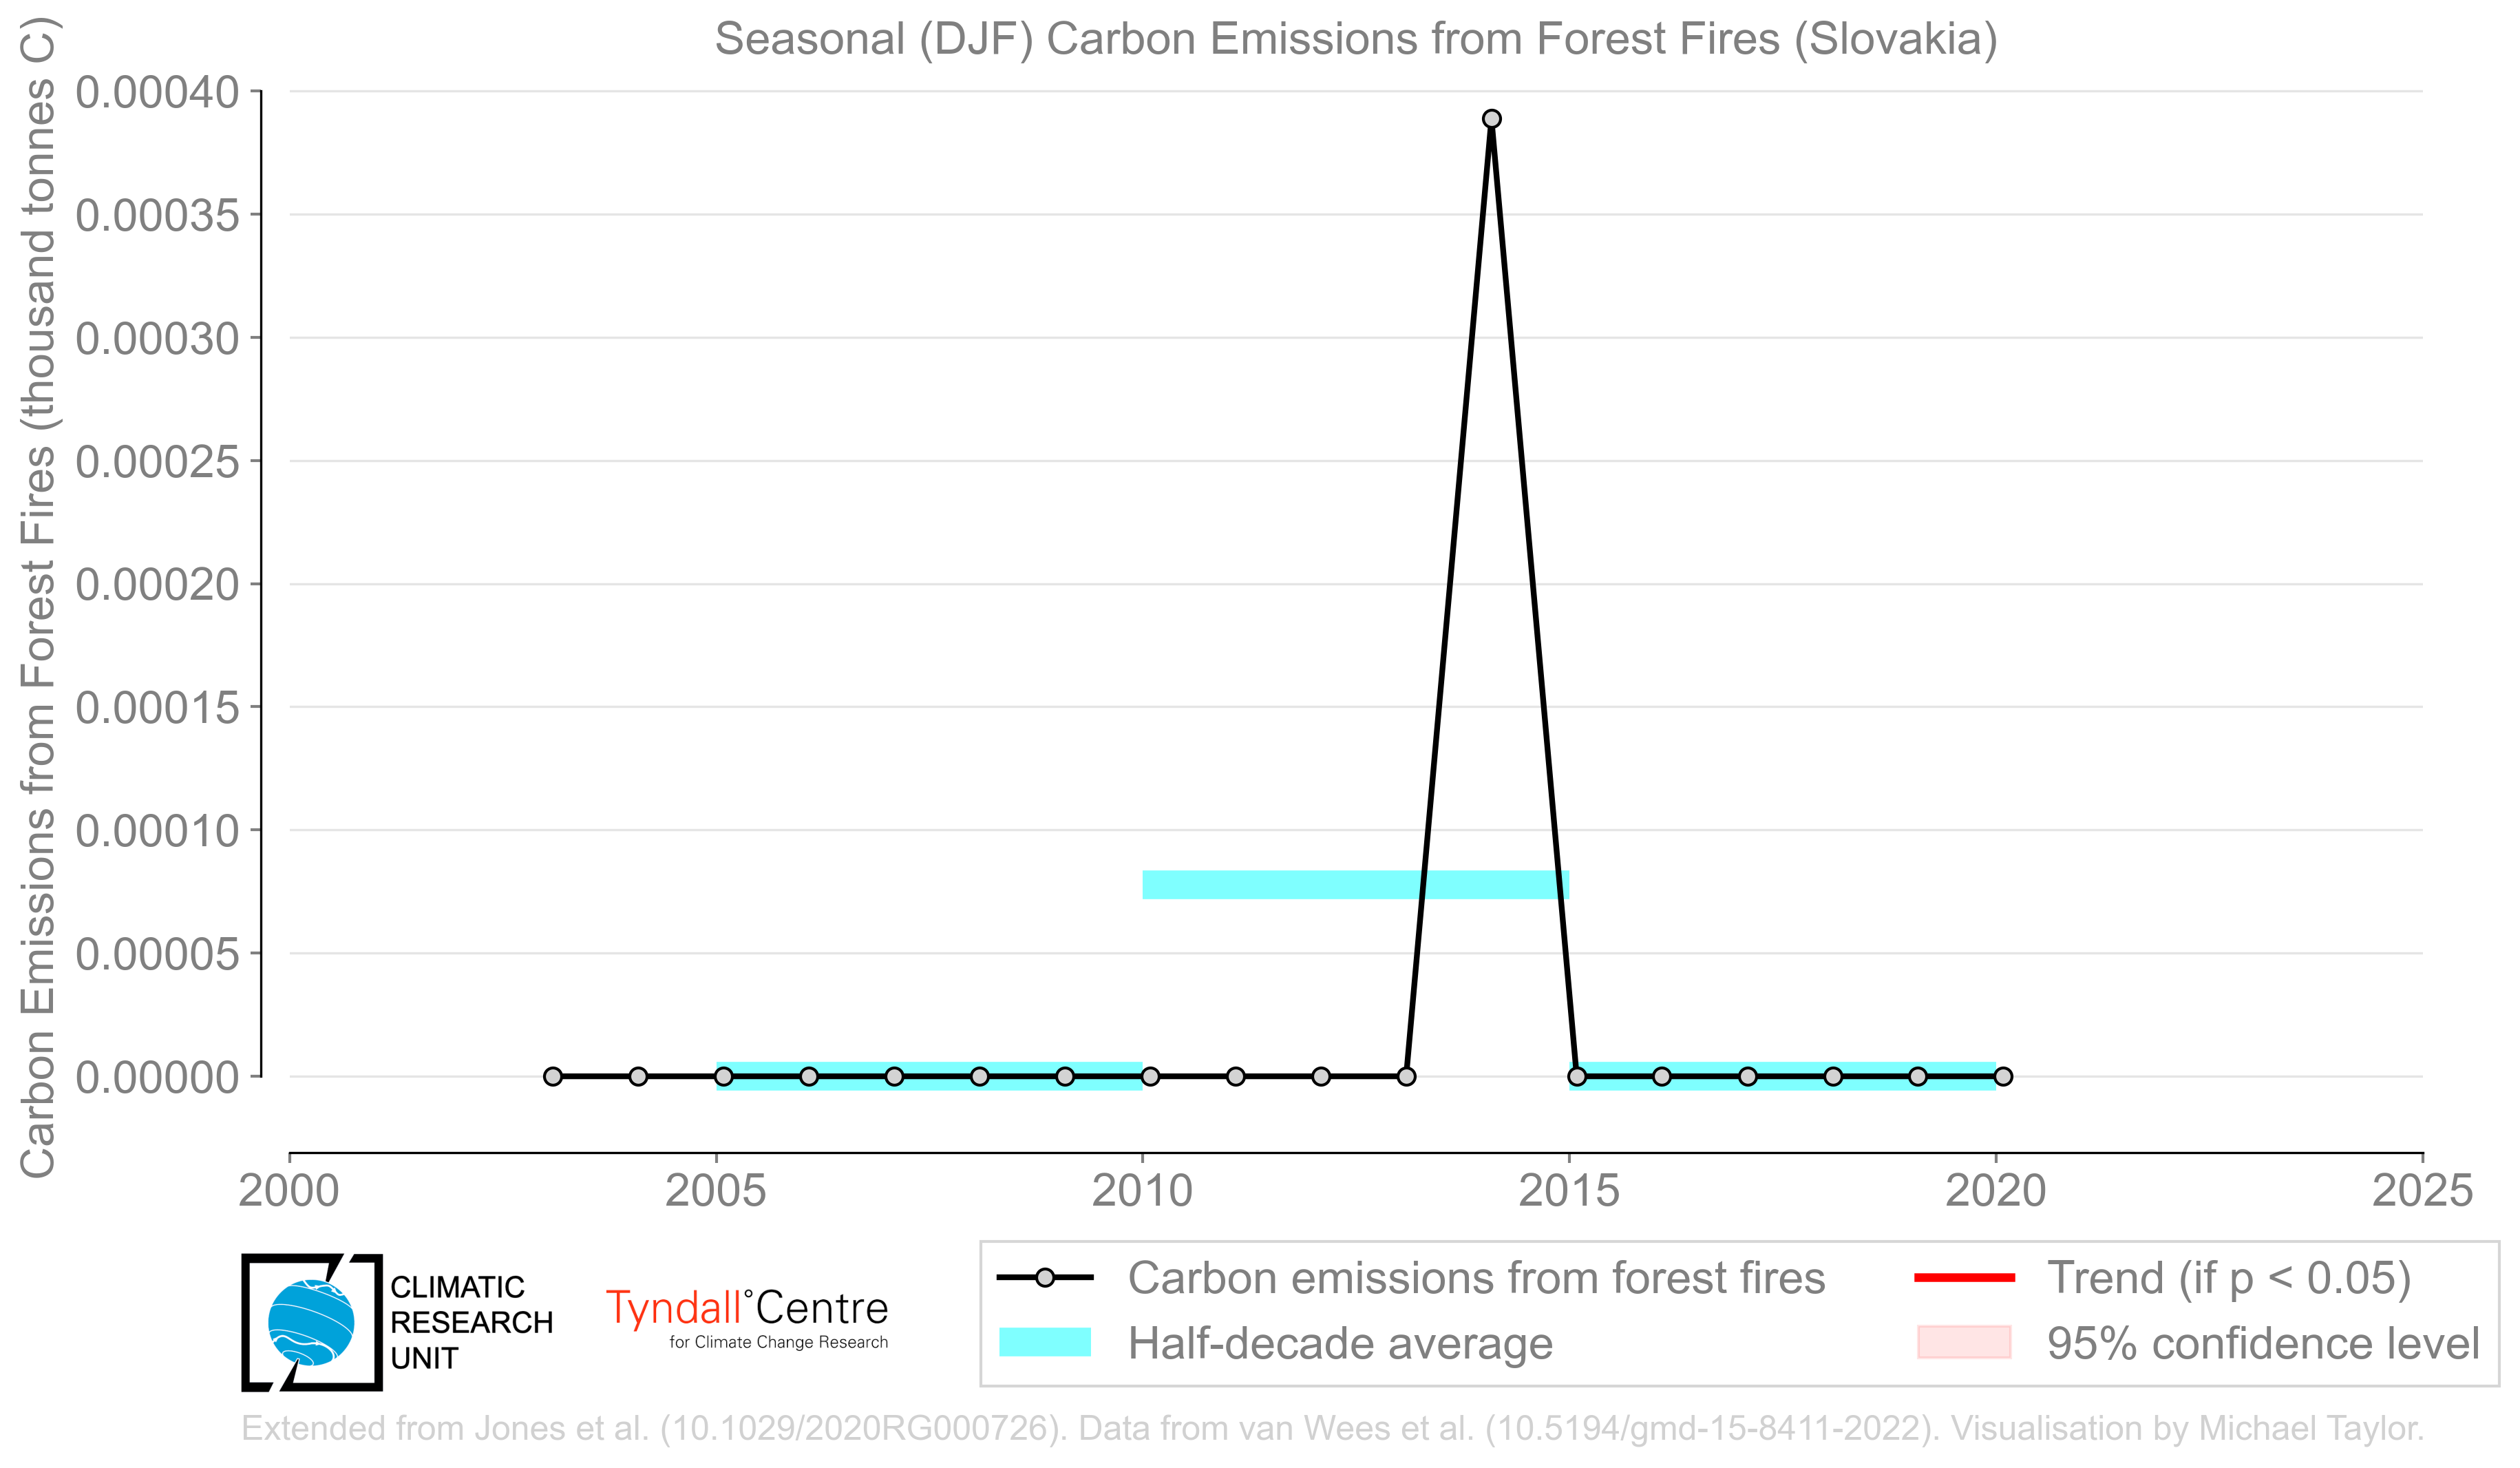 Seasonal (DJF) Carbon Emissions from Forest Fires (Slovakia)
Carbon Emissions from Forest Fires (thousand tonnes C)
0.00040
0.00035
0.00030
0.00025
0.00020
0.00015
0.00010
0.00005
0.00000
2000 2005 2010 2015 2020 2025
CLIMATIC
RESEARCH
UNIT
Tyndall°Centre
for Climate Change Research
Carbon emissions from forest fires
Half-decade average
Trend (if p < 0.05)
95% confidence level
Extended from Jones et al. (10.1029/2020RG000726). Data from van Wees et al. (10.5194/gmd-15-8411-2022). Visualisation by Michael Taylor.